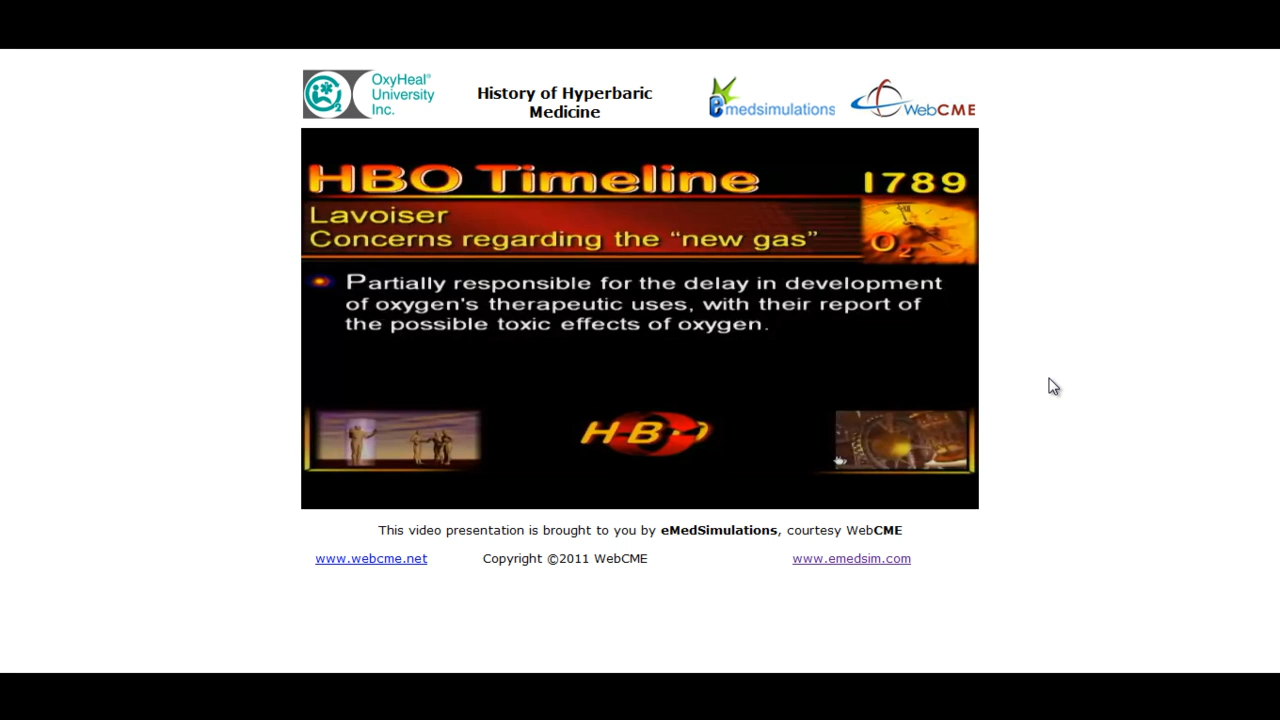 OxyHeal®
University
Inc.
History of Hyperbaric
Medicine
emedsimulations
WebCME
HBO Timeline
1789
Lavoiser
Concerns regarding the “new gas”
O2
Partially responsible for the delay in development
of oxygen's therapeutic uses, with their report of
the possible toxic effects of oxygen.
HBO
This video presentation is brought to you by eMedSimulations, courtesy WebCME
www.webcme.net
Copyright ©2011 WebCME
www.emedsim.com